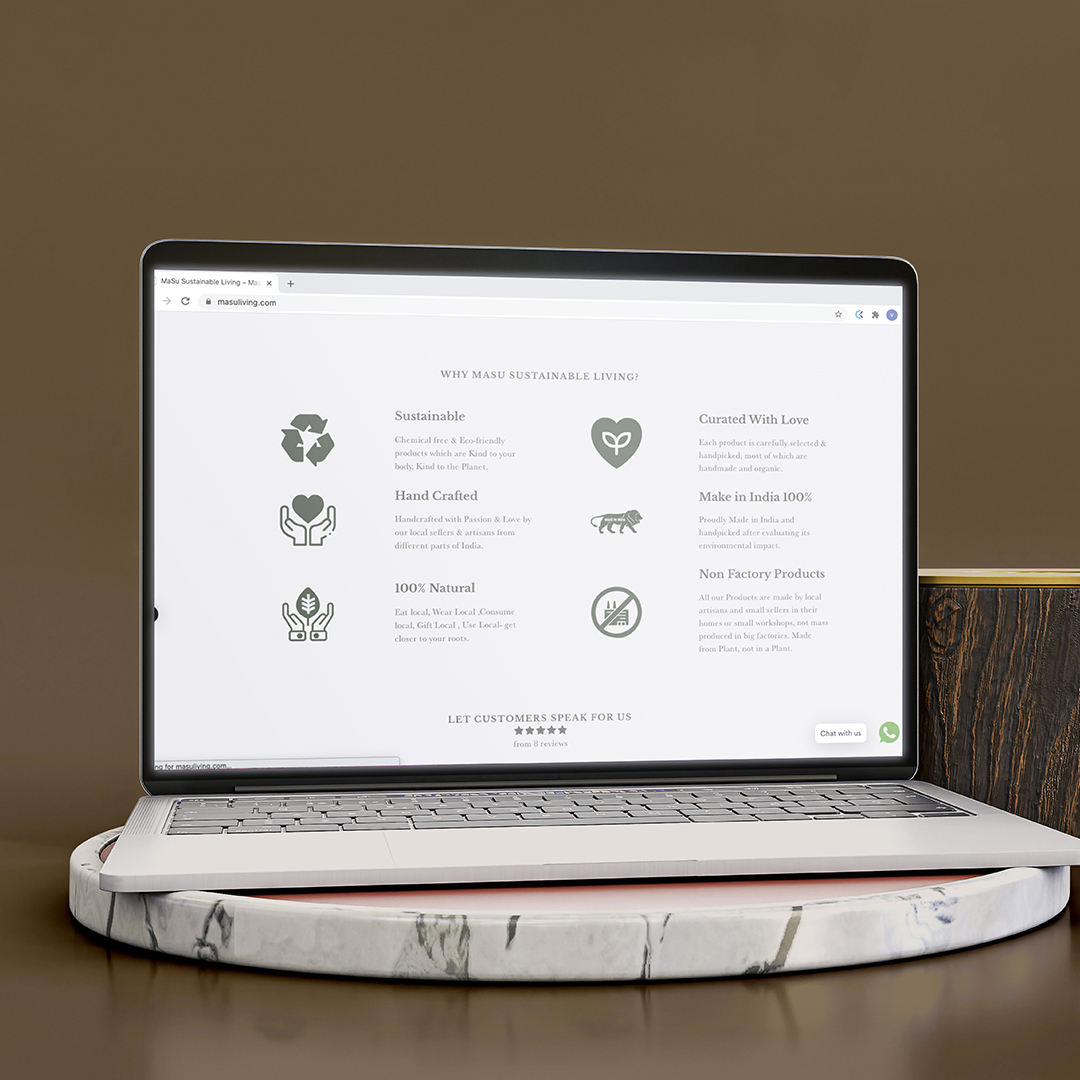 MaSu Sustainable Living – Mas
masuliving.com
WHY MASU SUSTAINABLE LIVING?
Sustainable
Chemical free & Eco-friendly
products which are Kind to your
body, Kind to the Planet.
Hand Crafted
Handcrafted with Passion & Love by
our local sellers & artisans from
different parts of India.
100% Natural
Eat local, Wear Local ,Consume
local, Gift Local , Use Local- get
closer to your roots.
Curated With Love
Each product is carefully selected &
handpicked, most of which are
handmade and organic.
Make in India 100%
Proudly Made in India and
handpicked after evaluating its
environmental impact.
Non Factory Products
All our Products are made by local
artisans and small sellers in their
homes or small workshops, not mass
produced in big factories. Made
from Plant, not in a Plant.
LET CUSTOMERS SPEAK FOR US
from 8 reviews
Chat with us
ng for masuliving.com...